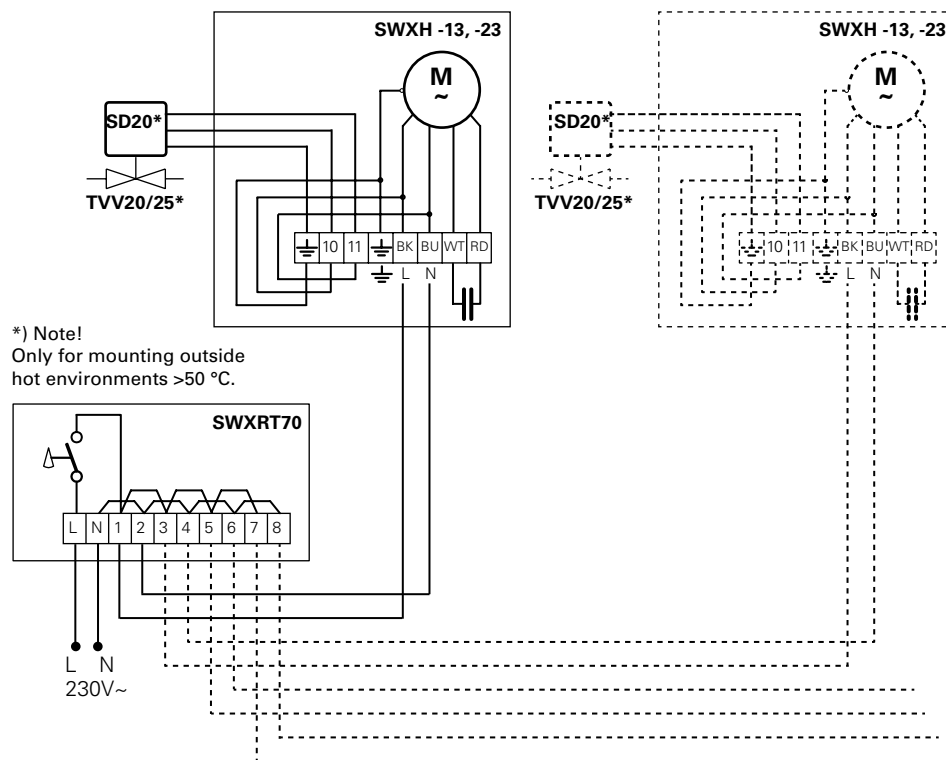 SWXH -13, -23
M
~
SD20*
TVV20/25*
10 11 BK BU WT RD
L N
SWXH -13, -23
M
~
SD20*
TVV20/25*
10 11 BK BU WT RD
L N
*) Note!
Only for mounting outside
hot environments >50 °C.
SWXRT70
L N 1 2 3 4 5 6 7 8
L N
230V~